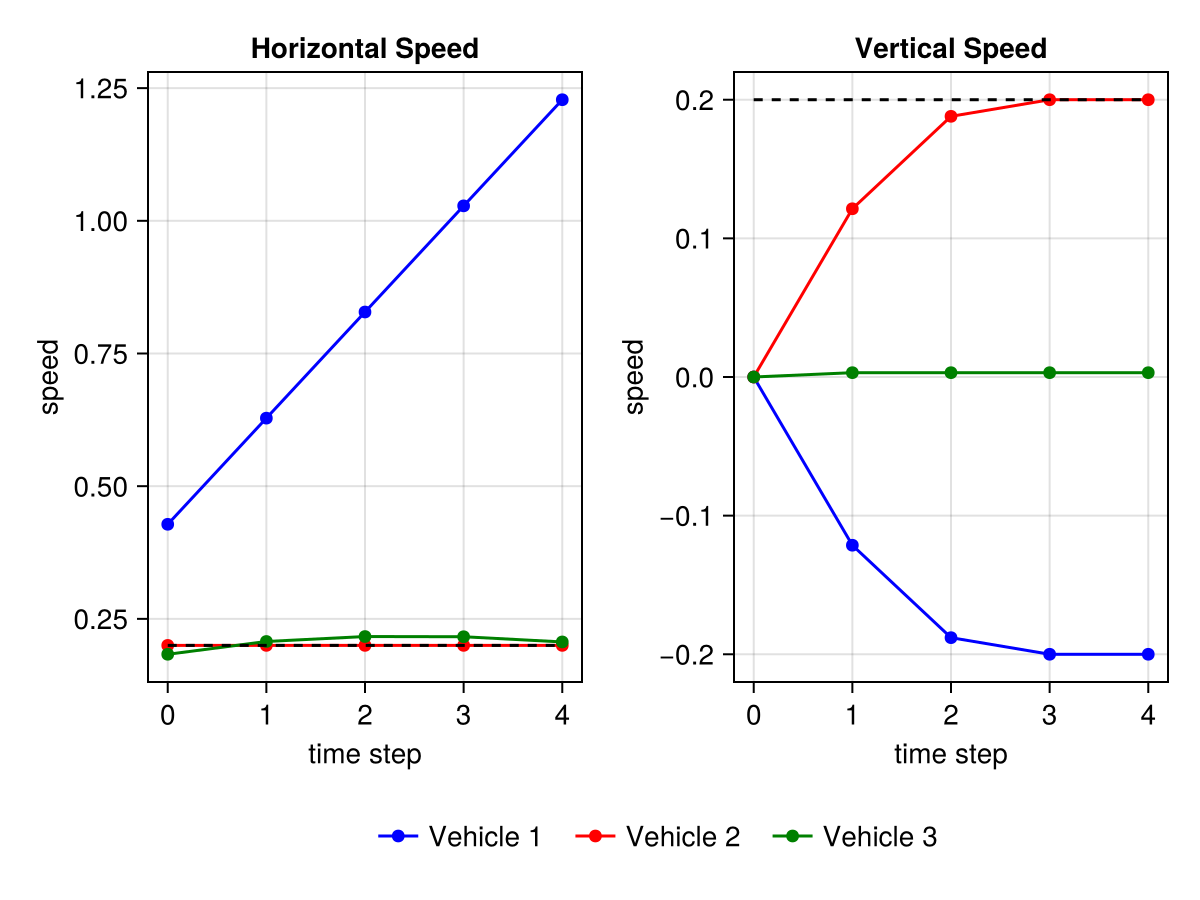 Horizontal Speed
speed
1.25
1.00
0.75
0.50
0.25
0 1 2 3 4
time step
Vertical Speed
speed
0.2
0.1
0.0
−0.1
−0.2
0 1 2 3 4
time step
Vehicle 1 Vehicle 2 Vehicle 3